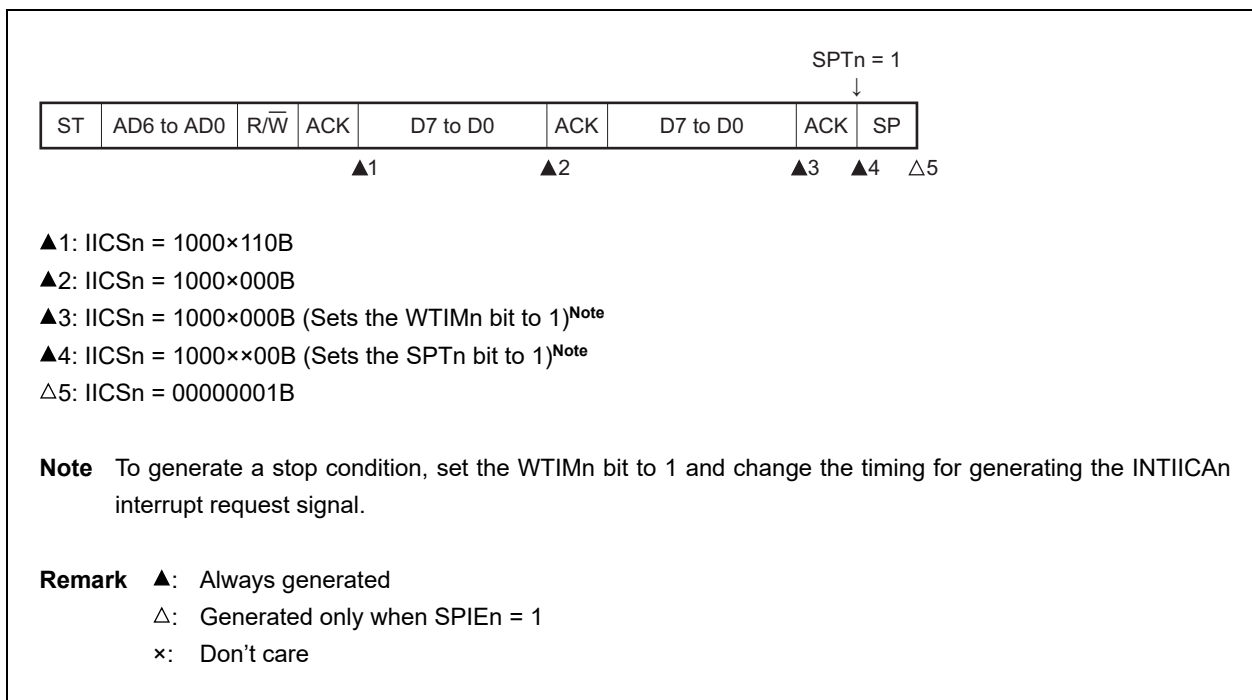 SPTn = 1
↓
ST AD6 to AD0 R/W̅ ACK D7 to D0 ACK D7 to D0 ACK SP
▲1 ▲2 ▲3 ▲4 △5
▲1: IICSn = 1000×110B
▲2: IICSn = 1000×000B
▲3: IICSn = 1000×000B (Sets the WTIMn bit to 1)Note
▲4: IICSn = 1000××00B (Sets the SPTn bit to 1)Note
△5: IICSn = 00000001B
Note To generate a stop condition, set the WTIMn bit to 1 and change the timing for generating the INTIICAn
interrupt request signal.
Remark ▲: Always generated
△: Generated only when SPIEn = 1
×: Don't care